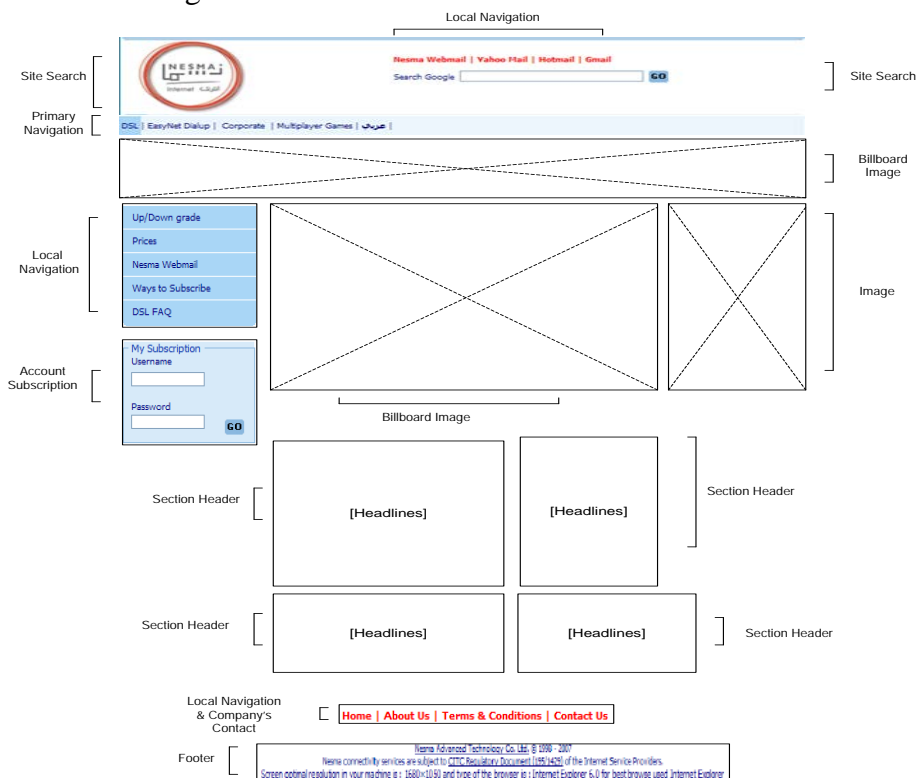 Local Navigation
Site Search
NESMA
Internet
Nesma Webmail | Yahoo Mail | Hotmail | Gmail
Search Google GO
Site Search
Primary
Navigation
DSL | EasyNet Dialup | Corporate | Multiplayer Games | عربي |
Billboard
Image
Local
Navigation
Up/Down grade
Prices
Nesma Webmail
Ways to Subscribe
DSL FAQ
Image
Account
Subscription
My Subscription
Username
Password
GO
Billboard Image
Section Header
[Headlines]
[Headlines]
Section Header
Section Header
[Headlines]
[Headlines]
Section Header
Local Navigation
& Company's
Contact
Home | About Us | Terms & Conditions | Contact Us
Footer
Nesma Advanced Technology Co. Ltd. © 1998 - 2007
Nesma connectivity services are subject to CITC Regulatory Document (195/1429) of the Internet Service Providers.
Screen optimal resolution in your machine is : 1680×1050 and type of the browser is : Internet Explorer 6.0 for best browse used Internet Explorer